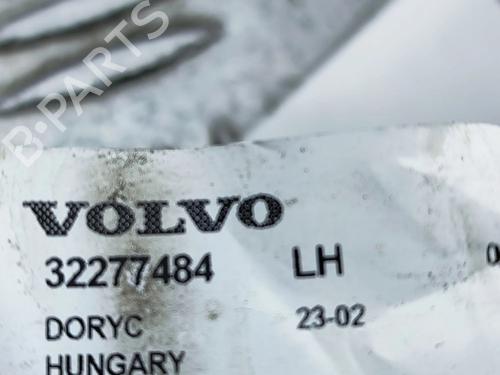 B-PARTS
VOLVO
32277484 LH
DORYC 23-02
HUNGARY